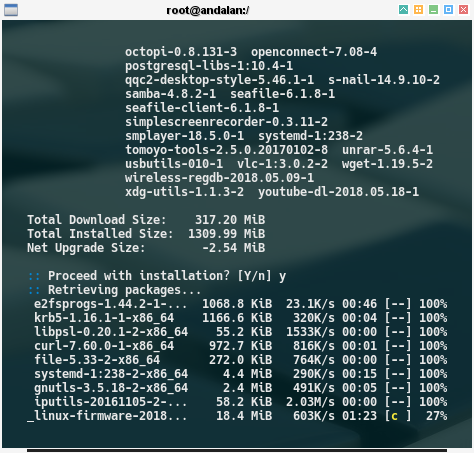 root@andalan:/
octopi-0.8.131-3 openconnect-7.08-4
postgresql-libs-1:10.4-1
qqc2-desktop-style-5.46.1-1 s-nail-14.9.10-2
samba-4.8.2-1 seafile-6.1.8-1
seafile-client-6.1.8-1
simplescreenrecorder-0.3.11-2
smplayer-18.5.0-1 systemd-1:238-2
tomoyo-tools-2.5.0.20170102-8 unrar-5.6.4-1
usbutils-010-1 vlc-1:3.0.2-2 wget-1.19.5-2
wireless-regdb-2018.05.09-1
xdg-utils-1.1.3-2 youtube-dl-2018.05.18-1
Total Download Size: 317.20 MiB
Total Installed Size: 1309.99 MiB
Net Upgrade Size: -2.54 MiB
:: Proceed with installation? [Y/n] y
:: Retrieving packages...
e2fsprogs-1.44.2-1-... 1068.8 KiB 23.1K/s 00:46 [--] 100%
krb5-1.16.1-1-x86_64 1166.6 KiB 320K/s 00:04 [--] 100%
libpsl-0.20.1-2-x86_64 55.2 KiB 1533K/s 00:00 [--] 100%
curl-7.60.0-1-x86_64 972.7 KiB 816K/s 00:01 [--] 100%
file-5.33-2-x86_64 272.0 KiB 764K/s 00:00 [--] 100%
systemd-1:238-2-x86_64 4.4 MiB 290K/s 00:15 [--] 100%
gnutls-3.5.18-2-x86_64 2.4 MiB 491K/s 00:05 [--] 100%
iputils-20161105-2-... 58.2 KiB 2.03M/s 00:00 [--] 100%
_linux-firmware-2018... 18.4 MiB 603K/s 01:23 [c ] 27%